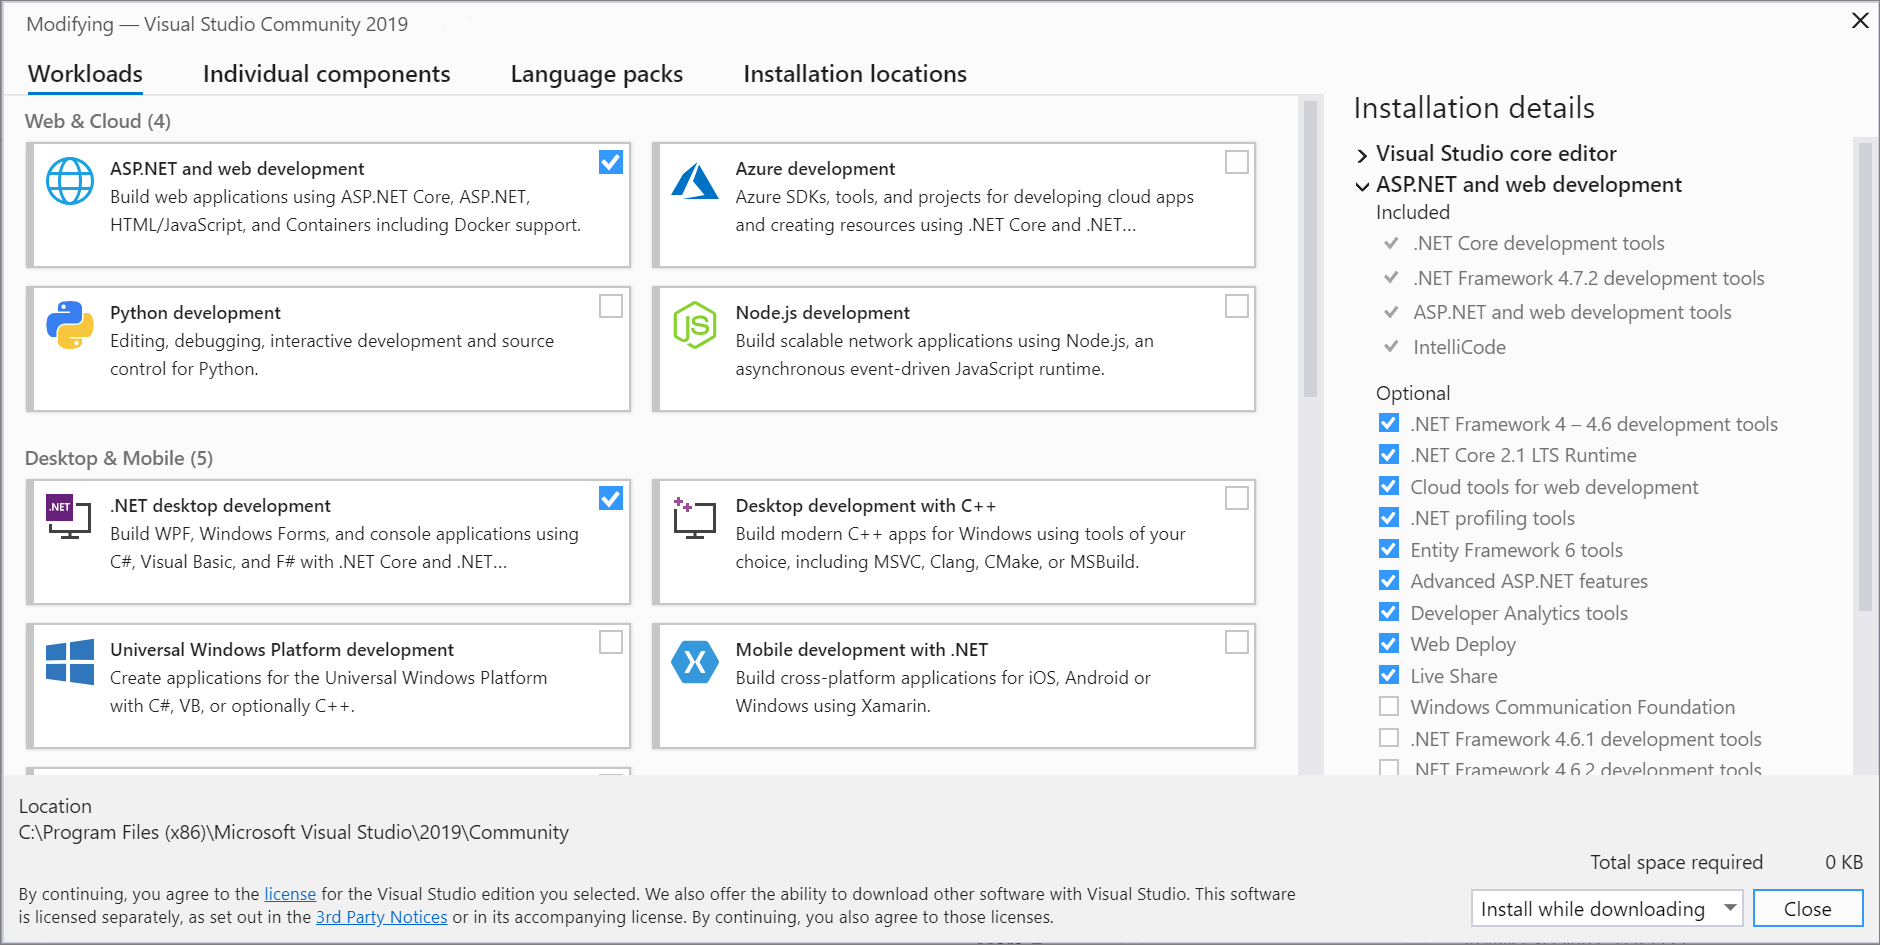 Modifying — Visual Studio Community 2019
Workloads
Individual components
Language packs
Installation locations
Web & Cloud (4)
ASP.NET and web development
Build web applications using ASP.NET Core, ASP.NET,
HTML/JavaScript, and Containers including Docker support.
Azure development
Azure SDKs, tools, and projects for developing cloud apps
and creating resources using .NET Core and .NET...
Python development
Editing, debugging, interactive development and source
control for Python.
JS
Node.js development
Build scalable network applications using Node.js, an
asynchronous event-driven JavaScript runtime.
Desktop & Mobile (5)
.NET
.NET desktop development
Build WPF, Windows Forms, and console applications using
C#, Visual Basic, and F# with .NET Core and .NET...
Desktop development with C++
Build modern C++ apps for Windows using tools of your
choice, including MSVC, Clang, CMake, or MSBuild.
Universal Windows Platform development
Create applications for the Universal Windows Platform
with C#, VB, or optionally C++.
Mobile development with .NET
Build cross-platform applications for iOS, Android or
Windows using Xamarin.
Installation details
Visual Studio core editor
ASP.NET and web development
Included
.NET Core development tools
.NET Framework 4.7.2 development tools
ASP.NET and web development tools
IntelliCode
Optional
.NET Framework 4 – 4.6 development tools
.NET Core 2.1 LTS Runtime
Cloud tools for web development
.NET profiling tools
Entity Framework 6 tools
Advanced ASP.NET features
Developer Analytics tools
Web Deploy
Live Share
Windows Communication Foundation
.NET Framework 4.6.1 development tools
.NET Framework 4.6.2 development tools
Location
C:\Program Files (x86)\Microsoft Visual Studio\2019\Community
Total space required 0 KB
By continuing, you agree to the license for the Visual Studio edition you selected. We also offer the ability to download other software with Visual Studio. This software
is licensed separately, as set out in the 3rd Party Notices or in its accompanying license. By continuing, you also agree to those licenses.
Install while downloading
Close